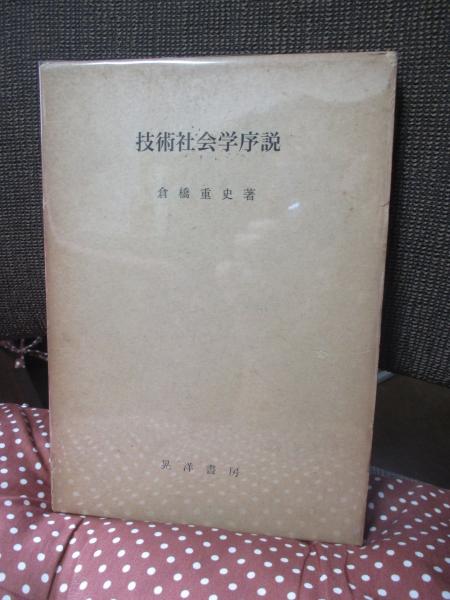 技術社会学序説
倉橋重史著
晃洋書房